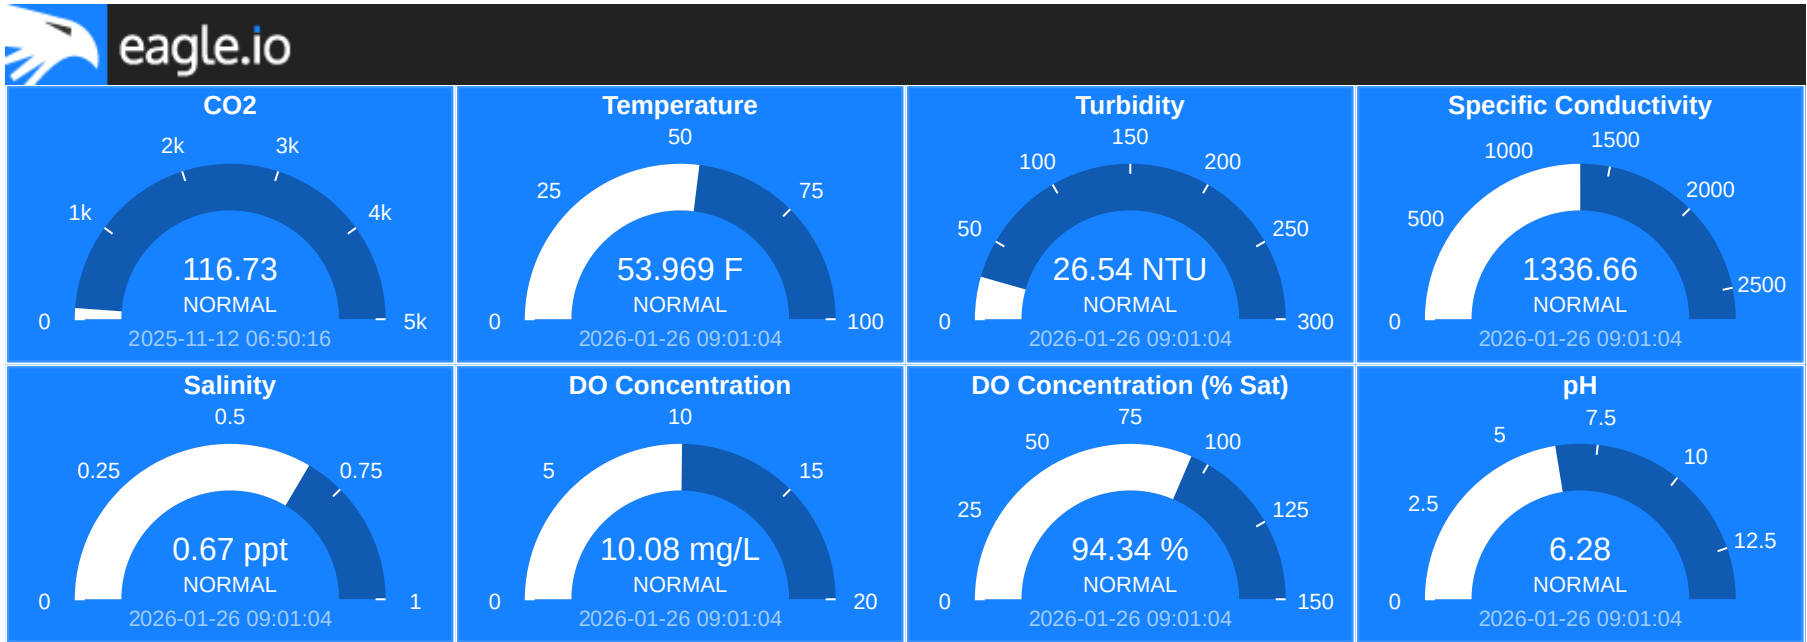 eagle.io
CO2
0
1k
2k
3k
4k
5k
116.73
NORMAL
2025-11-12 06:50:16
Temperature
0
25
50
75
100
53.969 F
NORMAL
2026-01-26 09:01:04
Turbidity
0
50
100
150
200
250
300
26.54 NTU
NORMAL
2026-01-26 09:01:04
Specific Conductivity
0
500
1000
1500
2000
2500
1336.66
NORMAL
2026-01-26 09:01:04
Salinity
0
0.25
0.5
0.75
1
0.67 ppt
NORMAL
2026-01-26 09:01:04
DO Concentration
0
5
10
15
20
10.08 mg/L
NORMAL
2026-01-26 09:01:04
DO Concentration (% Sat)
0
25
50
75
100
125
150
94.34 %
NORMAL
2026-01-26 09:01:04
pH
0
2.5
5
7.5
10
12.5
6.28
NORMAL
2026-01-26 09:01:04